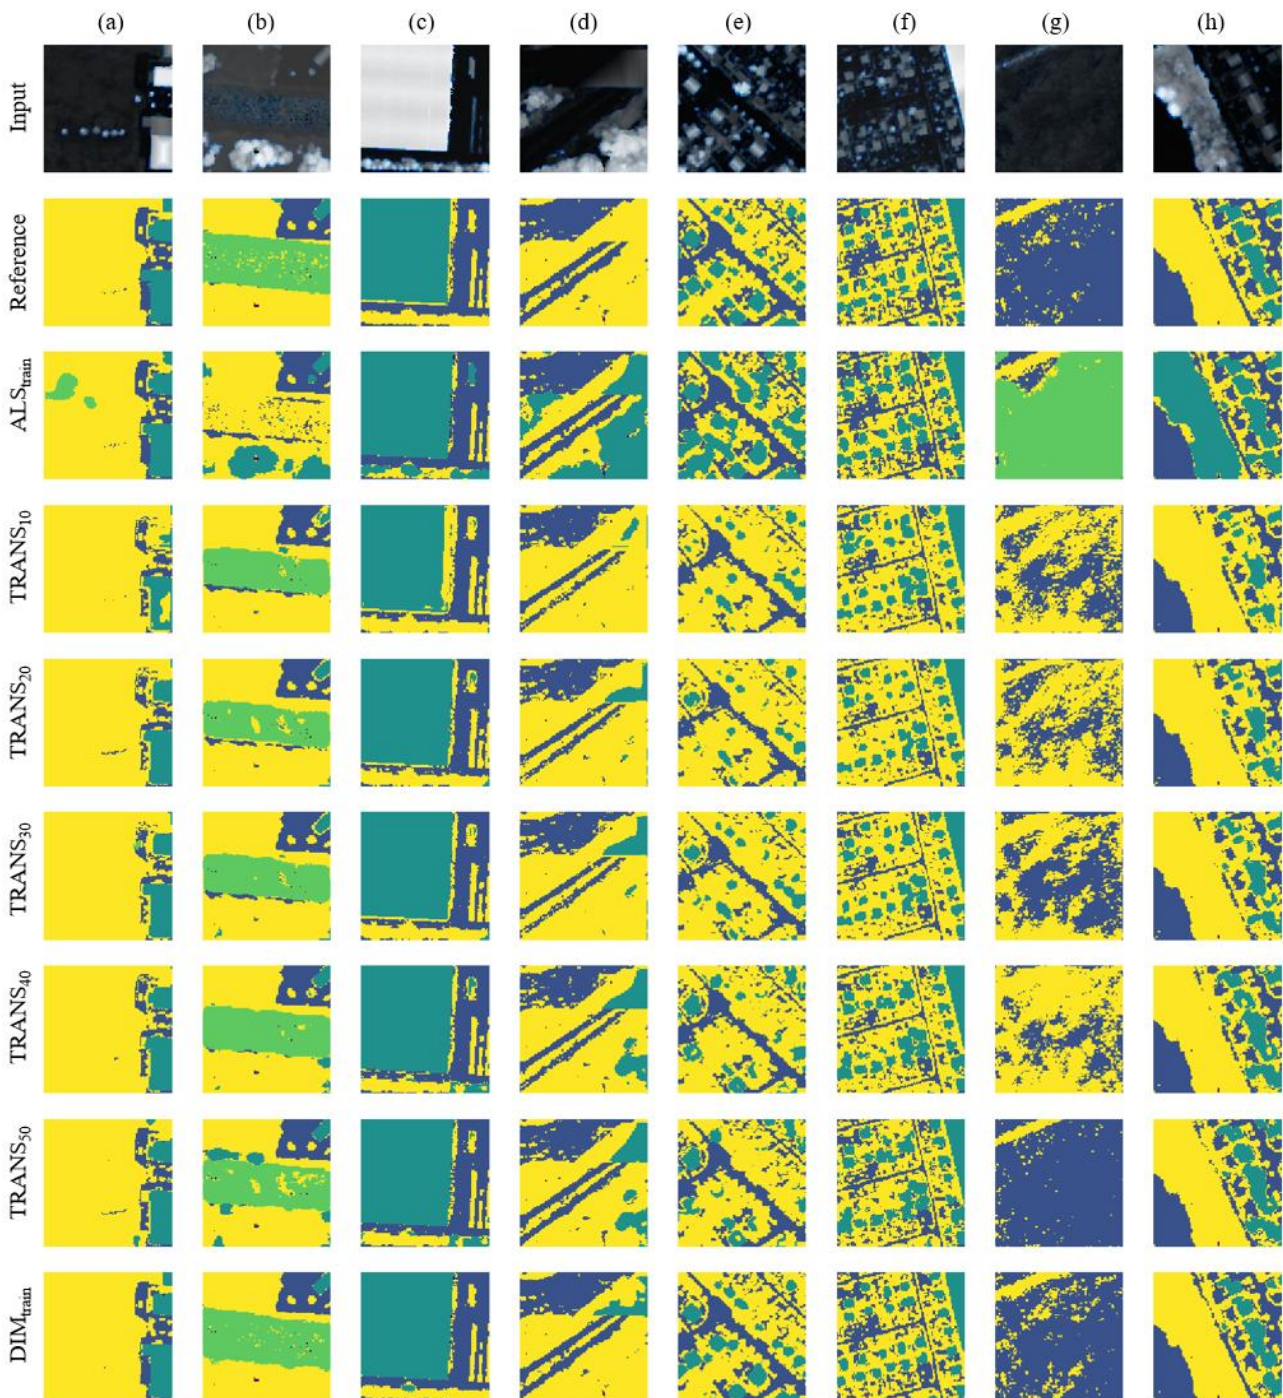 (a) (b) (c) (d) (e) (f) (g) (h)
Input
Reference
ALStrain
TRANS10
TRANS20
TRANS30
TRANS40
TRANS50
DIMtrain